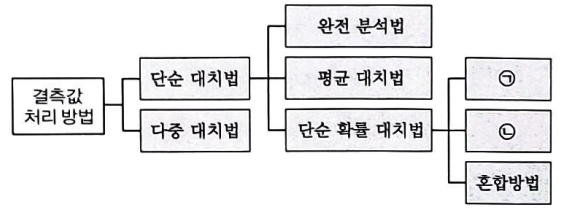 완전 분석법
단순 대치법
평균 대치법
㉠
결측값
처리 방법
다중 대치법
단순 확률 대치법
㉡
혼합방법